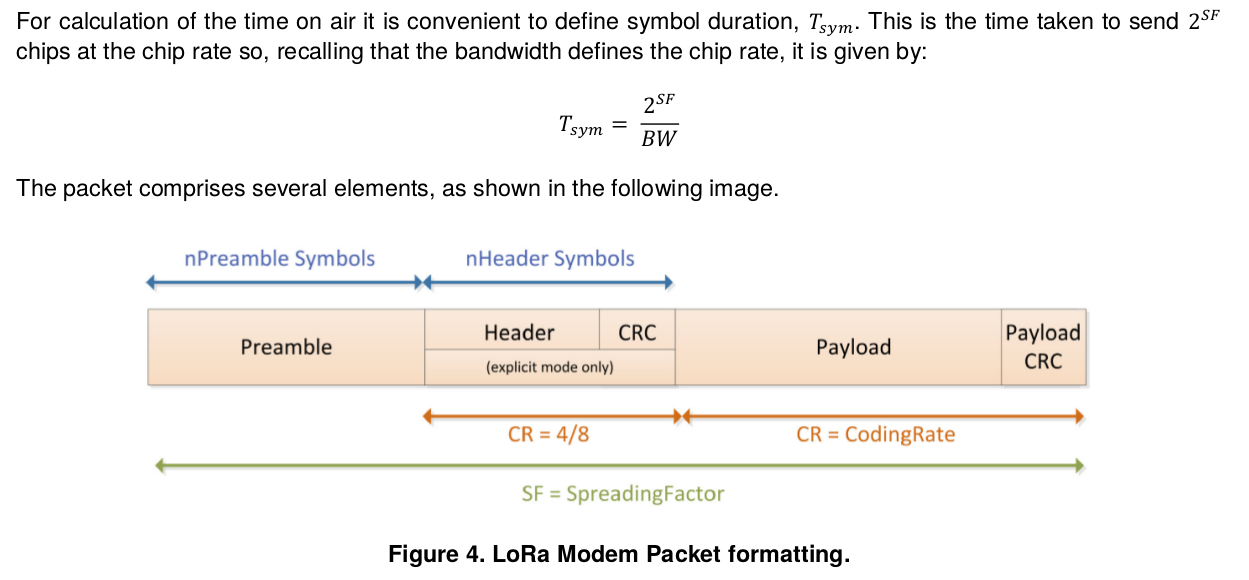 For calculation of the time on air it is convenient to define symbol duration, T_sym. This is the time taken to send 2^SF
chips at the chip rate so, recalling that the bandwidth defines the chip rate, it is given by:
T_sym = 2^SF / BW
The packet comprises several elements, as shown in the following image.
nPreamble Symbols nHeader Symbols
Preamble
Header CRC
(explicit mode only)
Payload
Payload
CRC
CR = 4/8 CR = CodingRate
SF = SpreadingFactor
Figure 4. LoRa Modem Packet formatting.